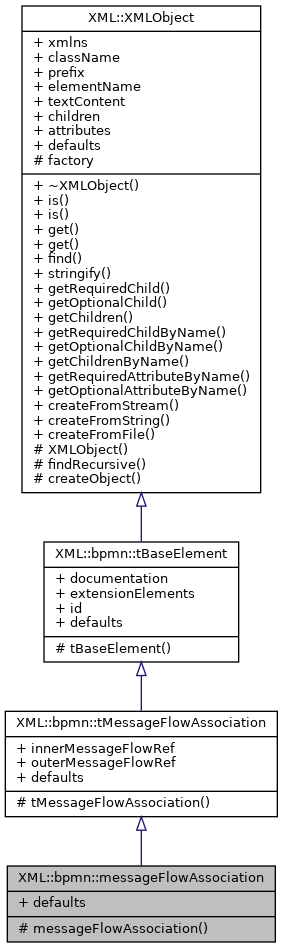 XML::XMLObject
+ xmlns
+ className
+ prefix
+ elementName
+ textContent
+ children
+ attributes
+ defaults
# factory
+ ~XMLObject()
+ is()
+ is()
+ get()
+ get()
+ find()
+ stringify()
+ getRequiredChild()
+ getOptionalChild()
+ getChildren()
+ getRequiredChildByName()
+ getOptionalChildByName()
+ getChildrenByName()
+ getRequiredAttributeByName()
+ getOptionalAttributeByName()
+ createFromStream()
+ createFromString()
+ createFromFile()
# XMLObject()
# findRecursive()
# createObject()
XML::bpmn::tBaseElement
+ documentation
+ extensionElements
+ id
+ defaults
# tBaseElement()
XML::bpmn::tMessageFlowAssociation
+ innerMessageFlowRef
+ outerMessageFlowRef
+ defaults
# tMessageFlowAssociation()
XML::bpmn::messageFlowAssociation
+ defaults
# messageFlowAssociation()